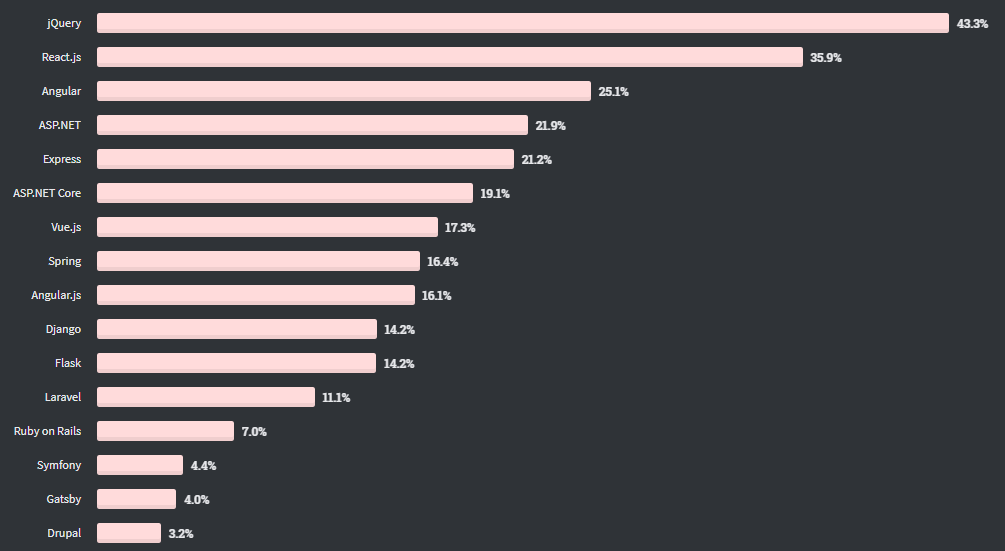 jQuery 43.3%
React.js 35.9%
Angular 25.1%
ASP.NET 21.9%
Express 21.2%
ASP.NET Core 19.1%
Vue.js 17.3%
Spring 16.4%
Angular.js 16.1%
Django 14.2%
Flask 14.2%
Laravel 11.1%
Ruby on Rails 7.0%
Symfony 4.4%
Gatsby 4.0%
Drupal 3.2%